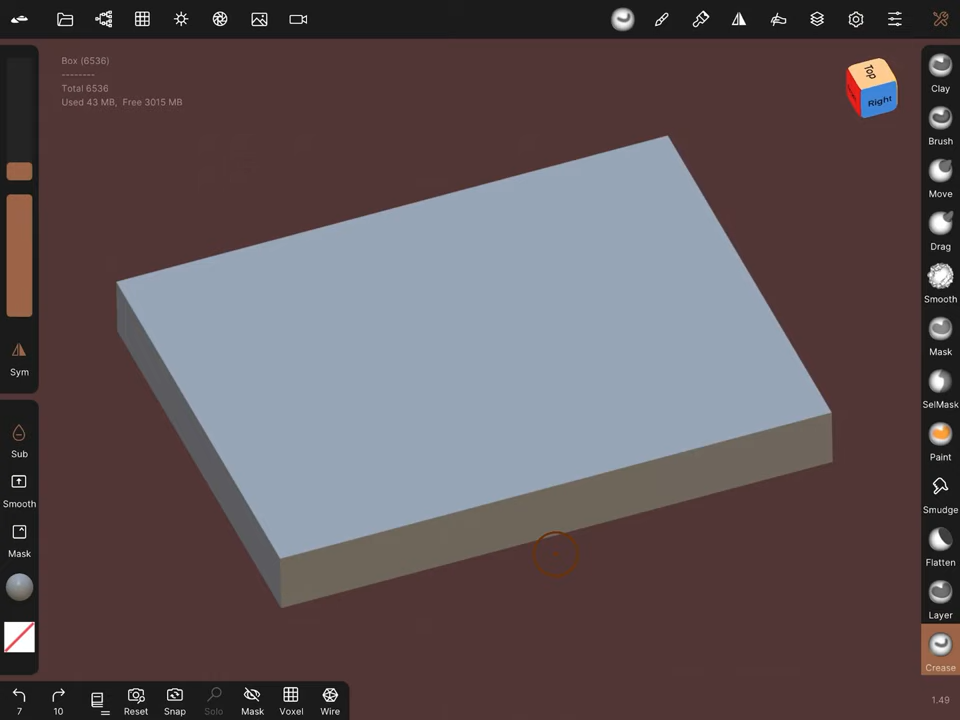 Box (6536)
--------
Total 6536
Used 43 MB, Free 3015 MB
Top
Right
Sym
Sub
Smooth
Mask
Clay
Brush
Move
Drag
Smooth
Mask
SelMask
Paint
Smudge
Flatten
Layer
Crease
7
10
Reset
Snap
Solo
Mask
Voxel
Wire
1.49